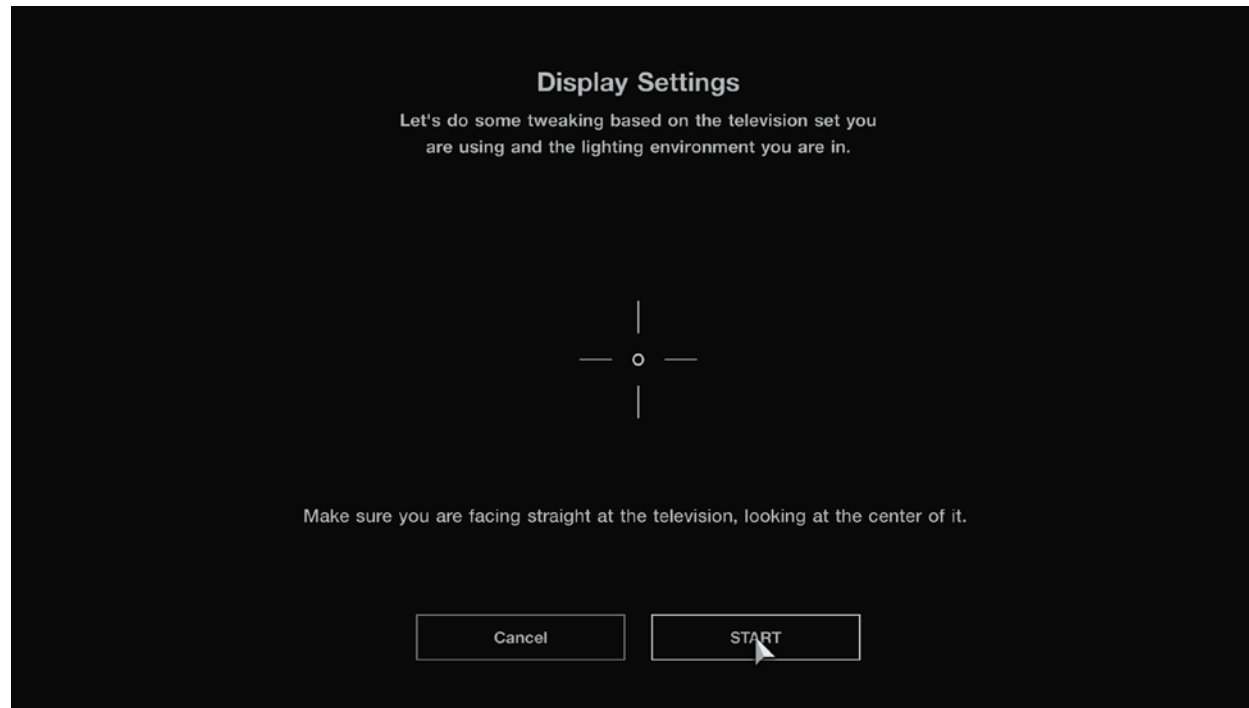 Display Settings
Let's do some tweaking based on the television set you
are using and the lighting environment you are in.
Make sure you are facing straight at the television, looking at the center of it.
Cancel
START